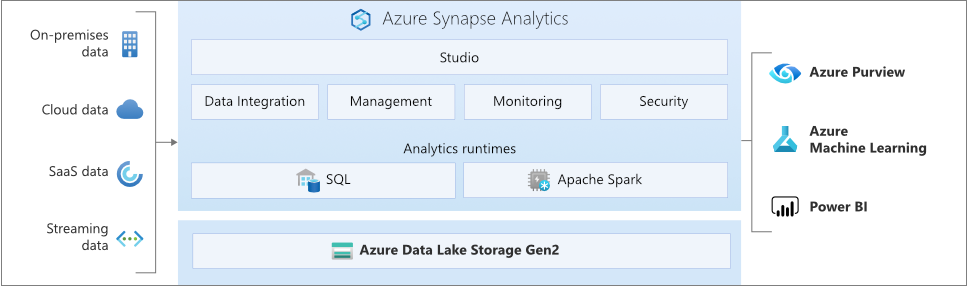 On-premises
data
Cloud data
SaaS data
Streaming
data
Azure Synapse Analytics
Studio
Data Integration
Management
Monitoring
Security
Analytics runtimes
SQL
Apache Spark
Azure Data Lake Storage Gen2
Azure Purview
Azure
Machine Learning
Power BI